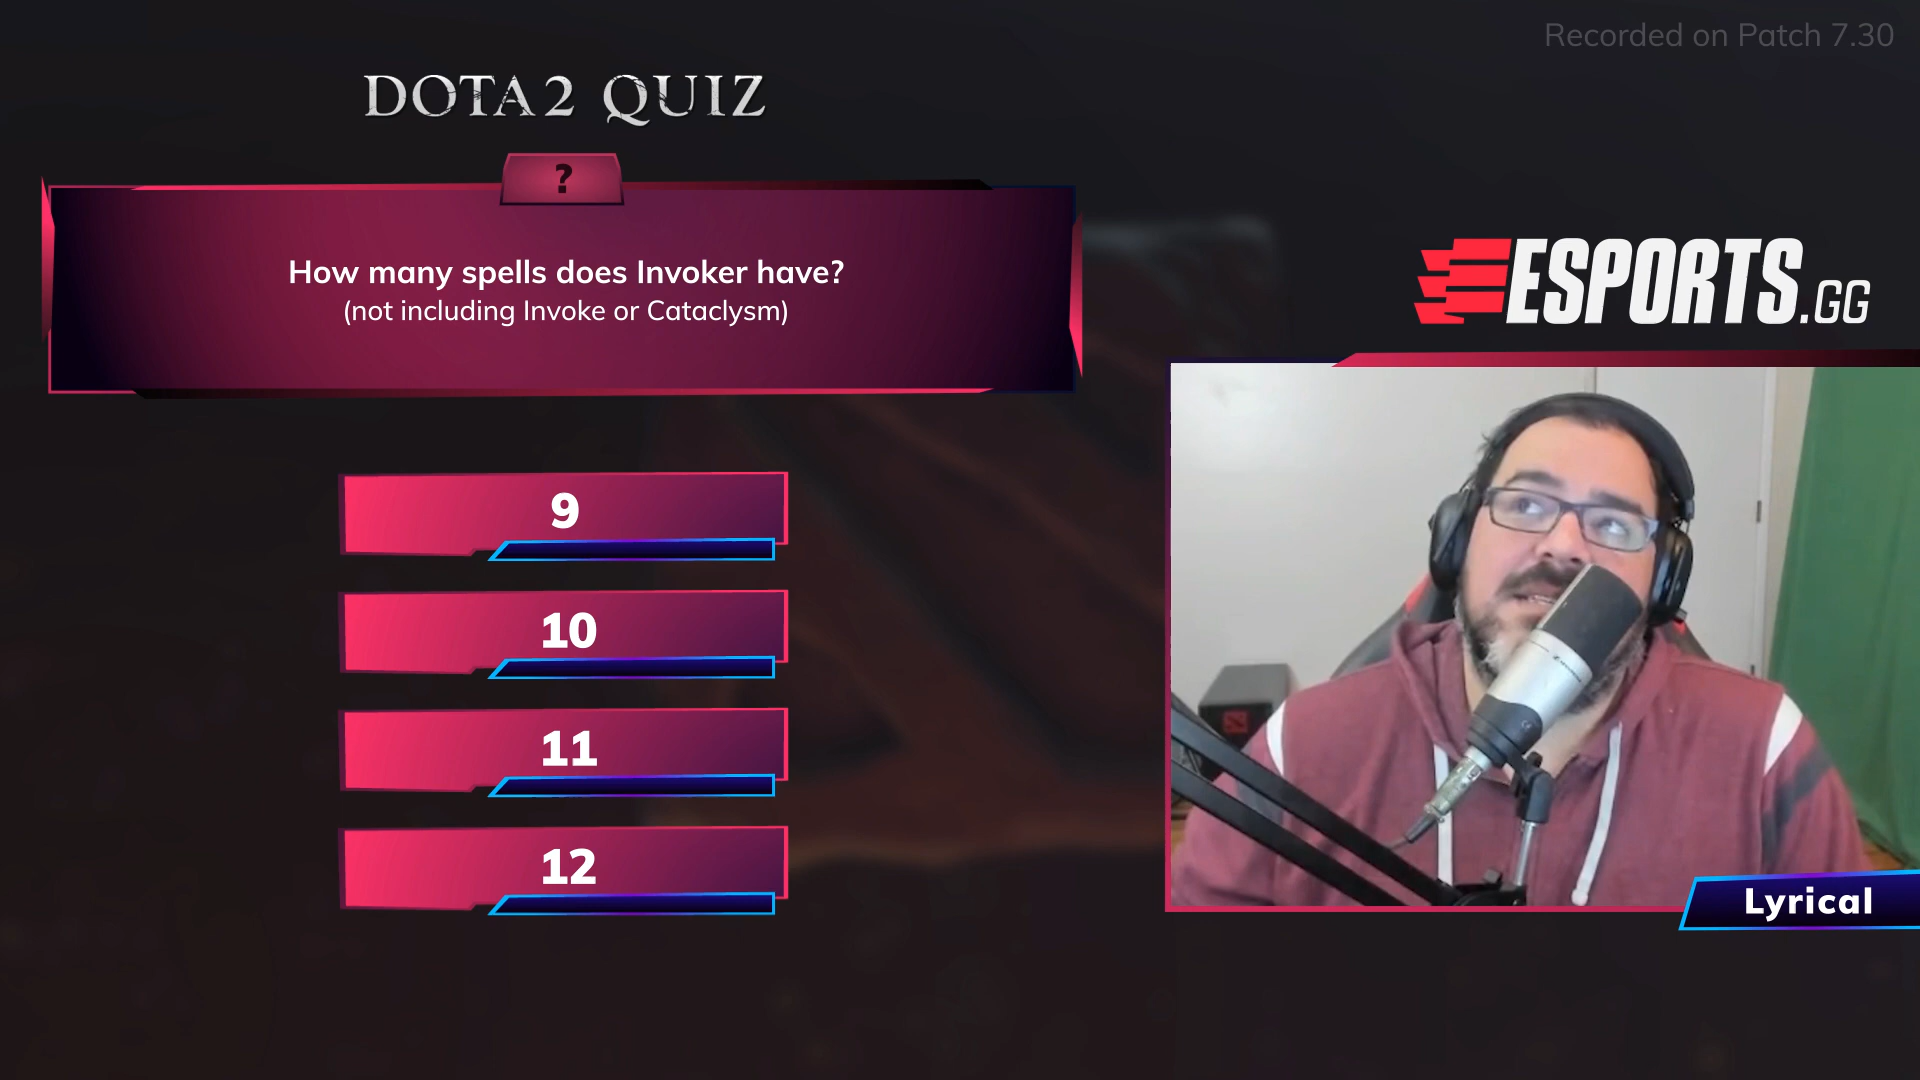 Recorded on Patch 7.30
DOTA2 QUIZ
?
How many spells does Invoker have?
(not including Invoke or Cataclysm)
ESPORTS.GG
9
10
11
12
Lyrical